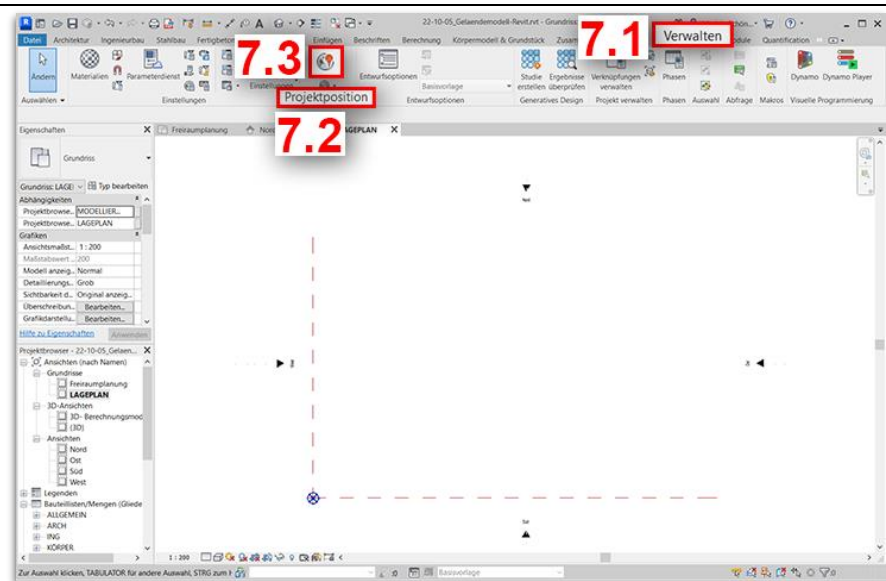 22-10-05_Gelaendemodell-Revit.rvt - Grundriss
Datei Architektur Ingenieurbau Stahlbau Einfügen Beschriften Berechnung Körpermodell & Grundstück Verwalten Quantification
7.3
7.1
Ändern Materialien Parameterdienst Entwurfsoptionen Studie erstellen Ergebnisse überprüfen Verknüpfungen verwalten Phasen Dynamo Dynamo Player
Basisvorlage
Auswählen Einstellungen Projektposition Entwurfsoptionen Generatives Design Projekt verwalten Phasen Auswahl Abfrage Makros Visuelle Programmierung
7.2
Eigenschaften X Freiraumplanung LAGEPLAN X
Grundriss
Grundriss: LAGE Typ bearbeiten
Abhängigkeiten
Projektbrowse... MODELLIER...
Projektbrowse... LAGEPLAN
Grafiken
Ansichtsmaßst... 1 : 200
Maßstabswert ... 200
Modell anzeig... Normal
Detaillierungs... Grob
Sichtbarkeit d... Original anzeig...
Überschreibun... Bearbeiten...
Grafikdarstellu... Bearbeiten...
Hilfe zu Eigenschaften Anwenden
Projektbrowser - 22-10-05_Gelaen... X
Ansichten (nach Namen)
Grundrisse
Freiraumplanung
LAGEPLAN
3D-Ansichten
3D- Berechnungsmod
(3D)
Ansichten
Nord
Ost
Süd
West
Legenden
Bauteillisten/Mengen (Gliede
ALLGEMEIN
ARCH
ING
KÖRPER
1 : 200
Zur Auswahl klicken, TABULATOR für andere Auswahl, STRG zum H :0 Basisvorlage